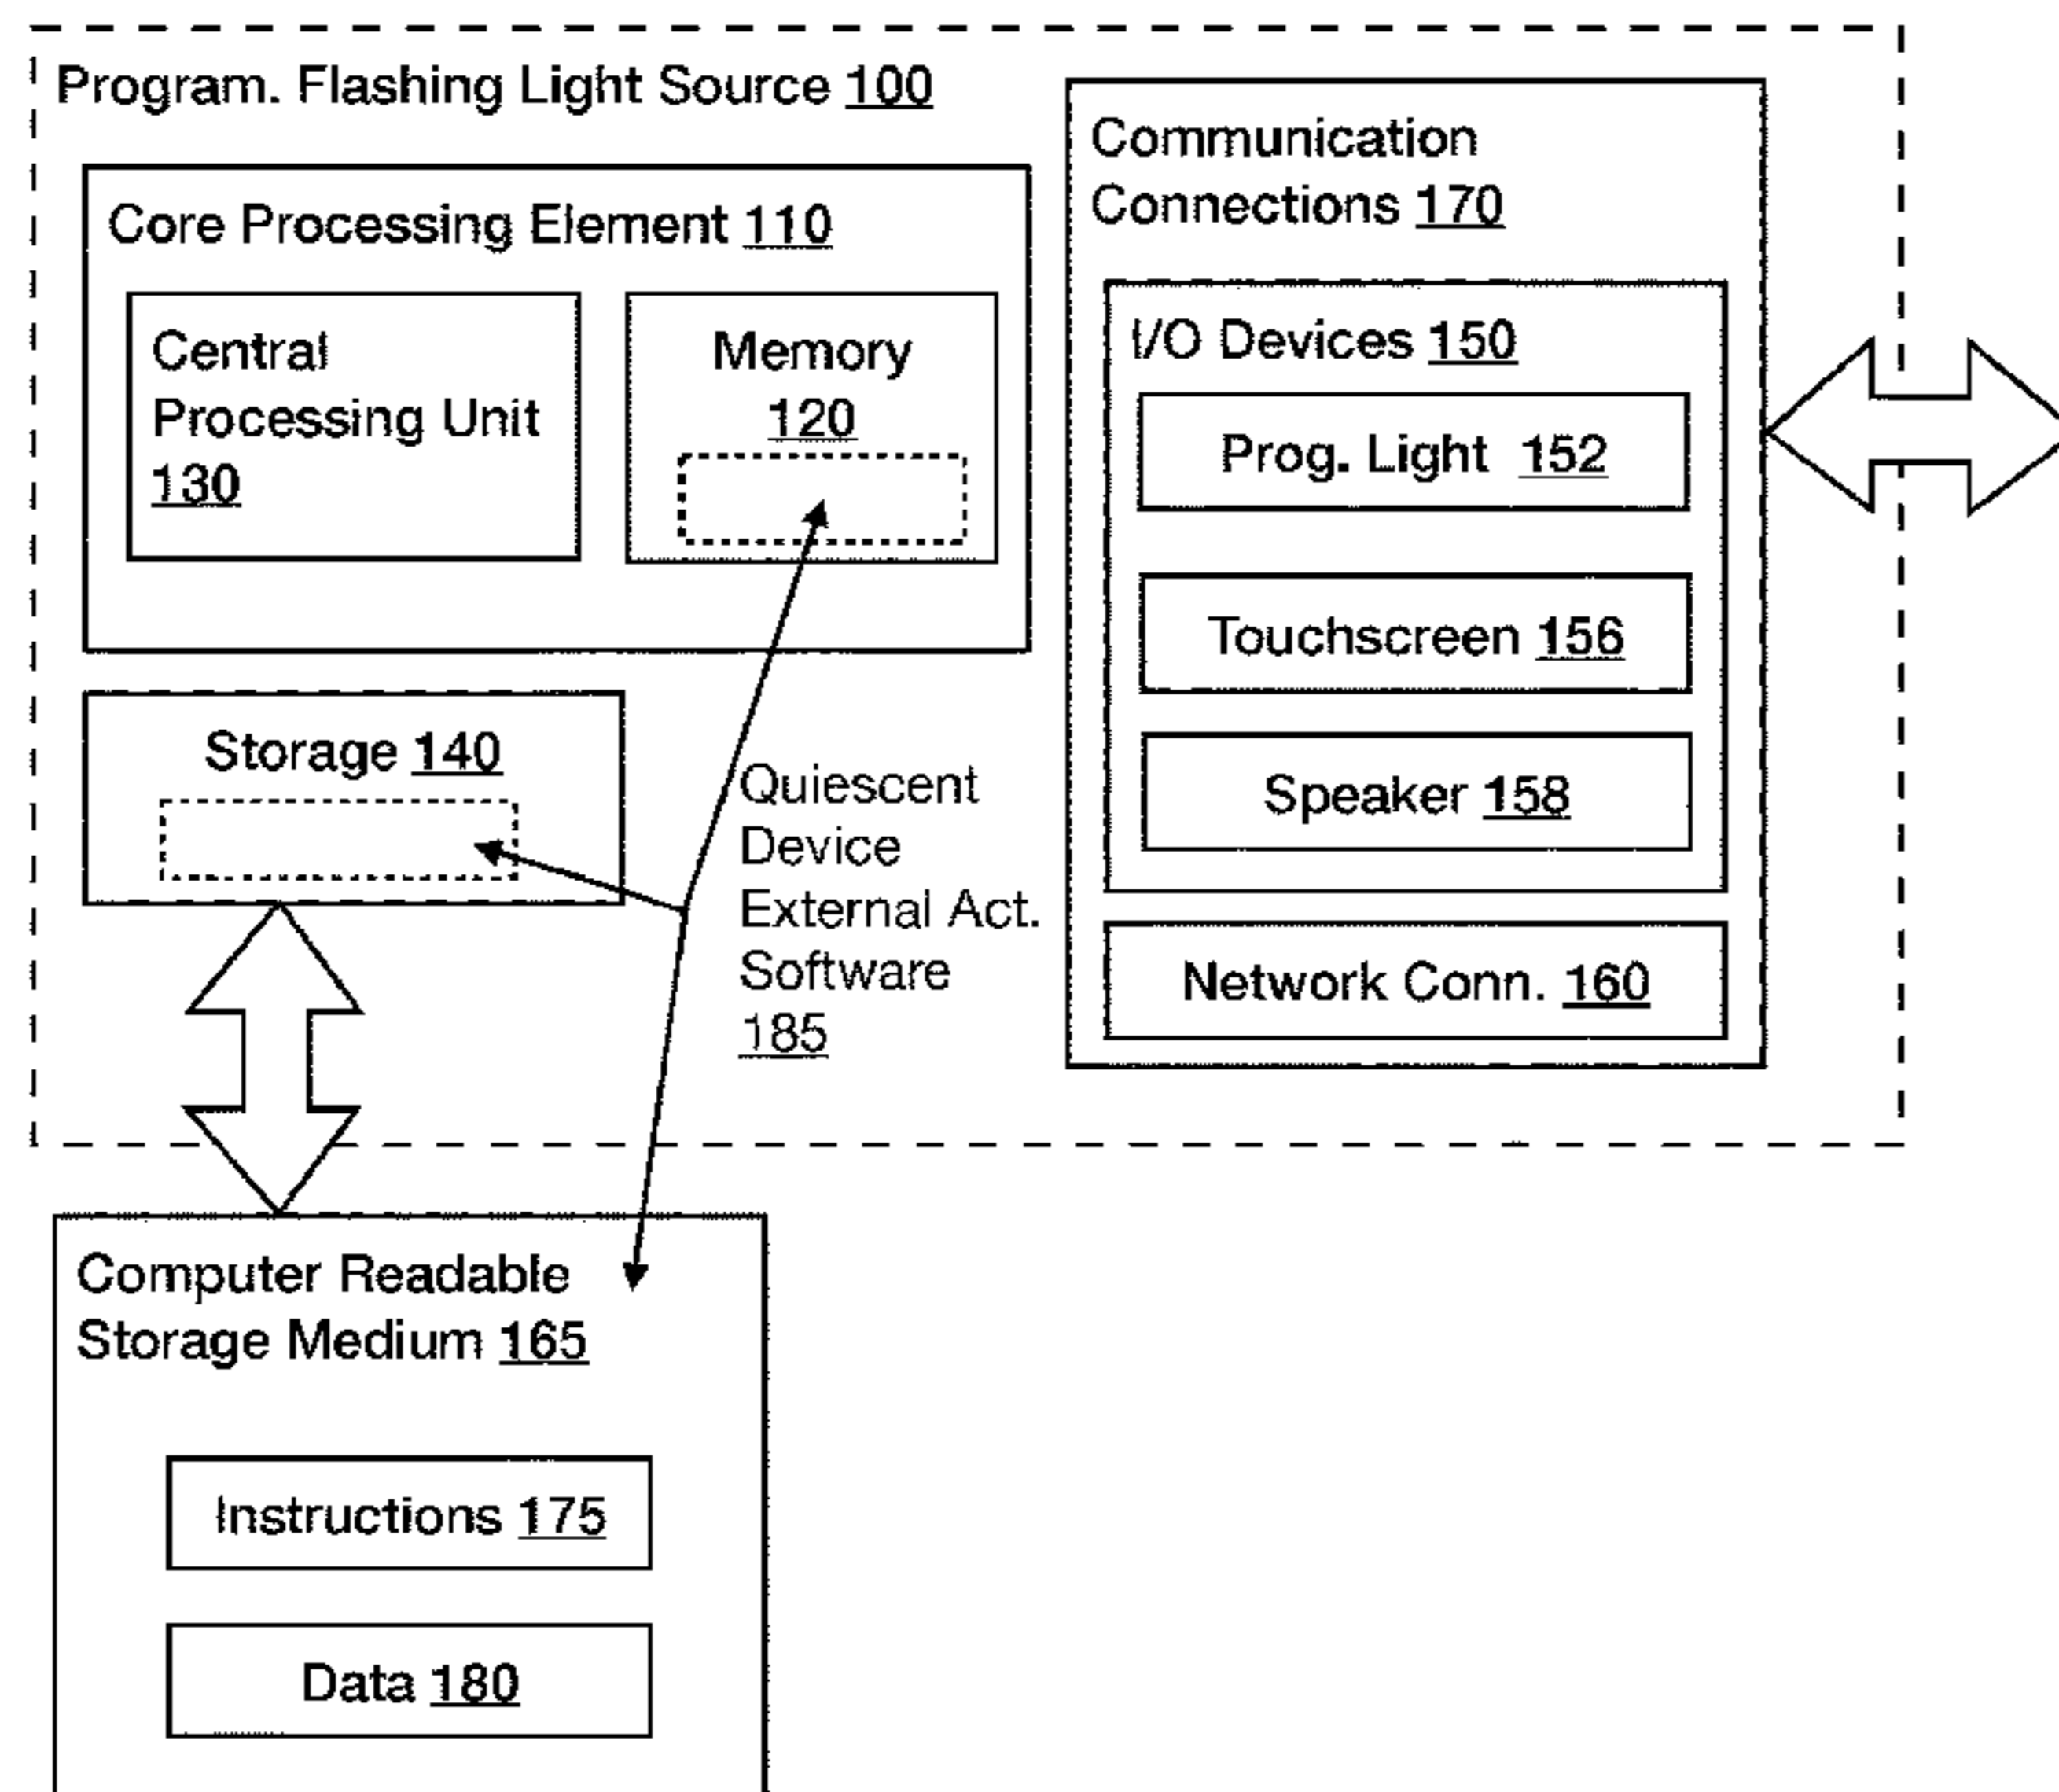 Program. Flashing Light Source 100
Core Processing Element 110
Central
Processing Unit
130
Memory
120
Storage 140
Quiescent
Device
External Act.
Software
185
Communication
Connections 170
I/O Devices 150
Prog. Light 152
Touchscreen 156
Speaker 158
Network Conn. 160
Computer Readable
Storage Medium 165
Instructions 175
Data 180